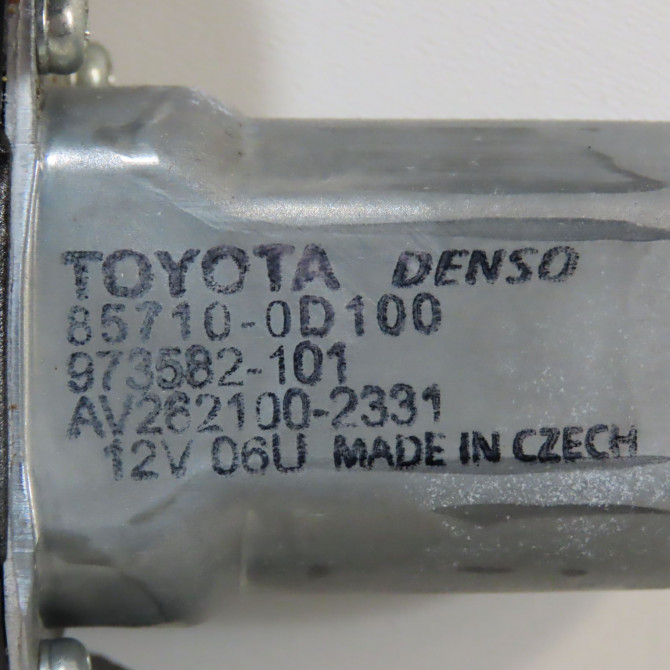 TOYOTA DENSO
85710-0D100
973582-101
AV262100-2331
12V 06U MADE IN CZECH